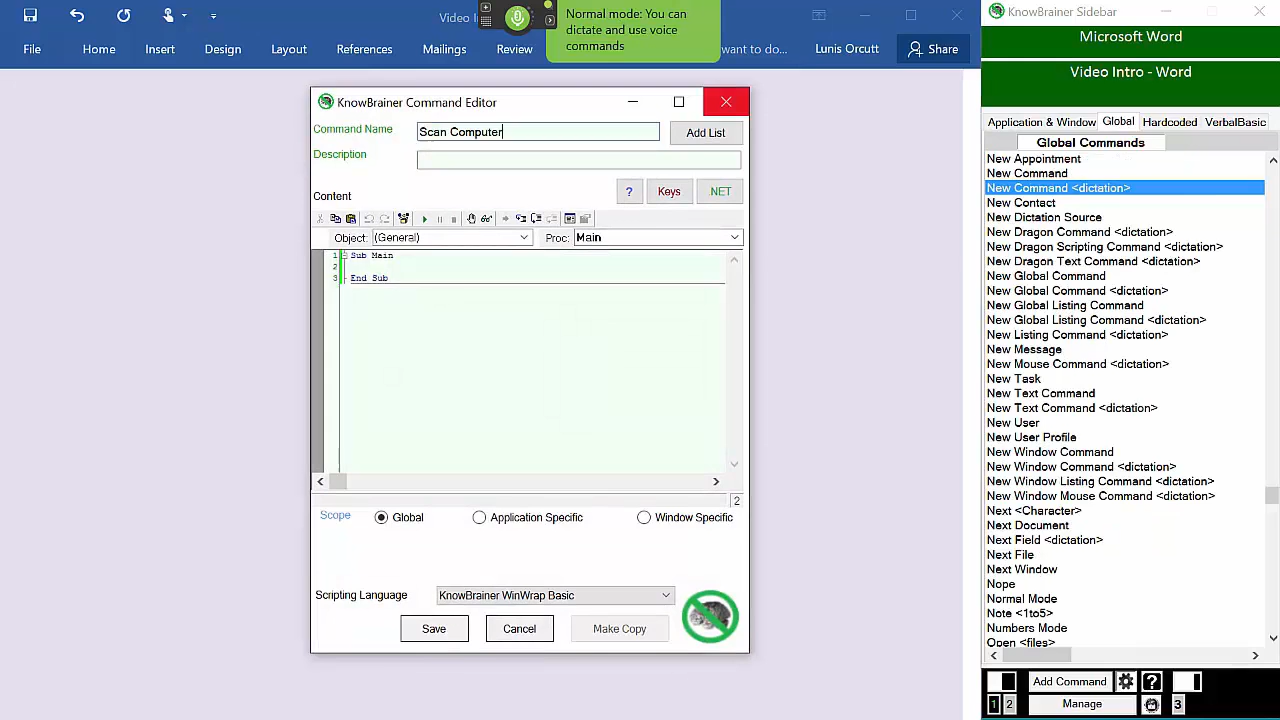 Video In
Normal mode: You can
dictate and use voice
commands
File Home Insert Design Layout References Mailings Review want to do... Lunis Orcutt Share
KnowBrainer Command Editor
Command Name Scan Computer Add List
Description
Content ? Keys NET
Object: (General) Proc: Main
1 Sub Main
2
3 End Sub
2
Scope Global Application Specific Window Specific
Scripting Language KnowBrainer WinWrap Basic
Save Cancel Make Copy
KnowBrainer Sidebar
Microsoft Word
Video Intro - Word
Application & Window Global Hardcoded VerbalBasic
Global Commands
New Appointment
New Command
New Command <dictation>
New Contact
New Dictation Source
New Dragon Command <dictation>
New Dragon Scripting Command <dictation>
New Dragon Text Command <dictation>
New Global Command
New Global Command <dictation>
New Global Listing Command
New Global Listing Command <dictation>
New Listing Command <dictation>
New Message
New Mouse Command <dictation>
New Task
New Text Command
New Text Command <dictation>
New User
New User Profile
New Window Command
New Window Command <dictation>
New Window Listing Command <dictation>
New Window Mouse Command <dictation>
Next <Character>
Next Document
Next Field <dictation>
Next File
Next Window
Nope
Normal Mode
Note <1to5>
Numbers Mode
Open <files>
Add Command ?
1 2 Manage 3